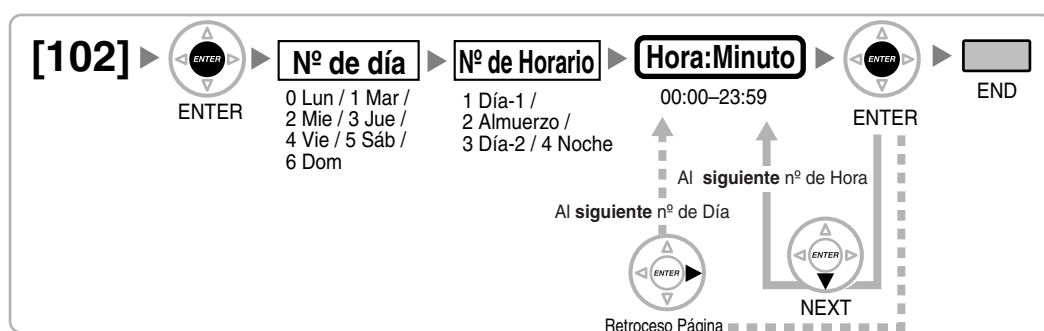 [102] ENTER Nº de día Nº de Horario Hora:Minuto ENTER
ENTER
0 Lun / 1 Mar /
2 Mie / 3 Jue /
4 Vie / 5 Sáb /
6 Dom
1 Día-1 /
2 Almuerzo /
3 Día-2 / 4 Noche
00:00–23:59
ENTER
END
Al siguiente nº de Hora
Al siguiente nº de Día
ENTER
ENTER
NEXT
Retroceso Página